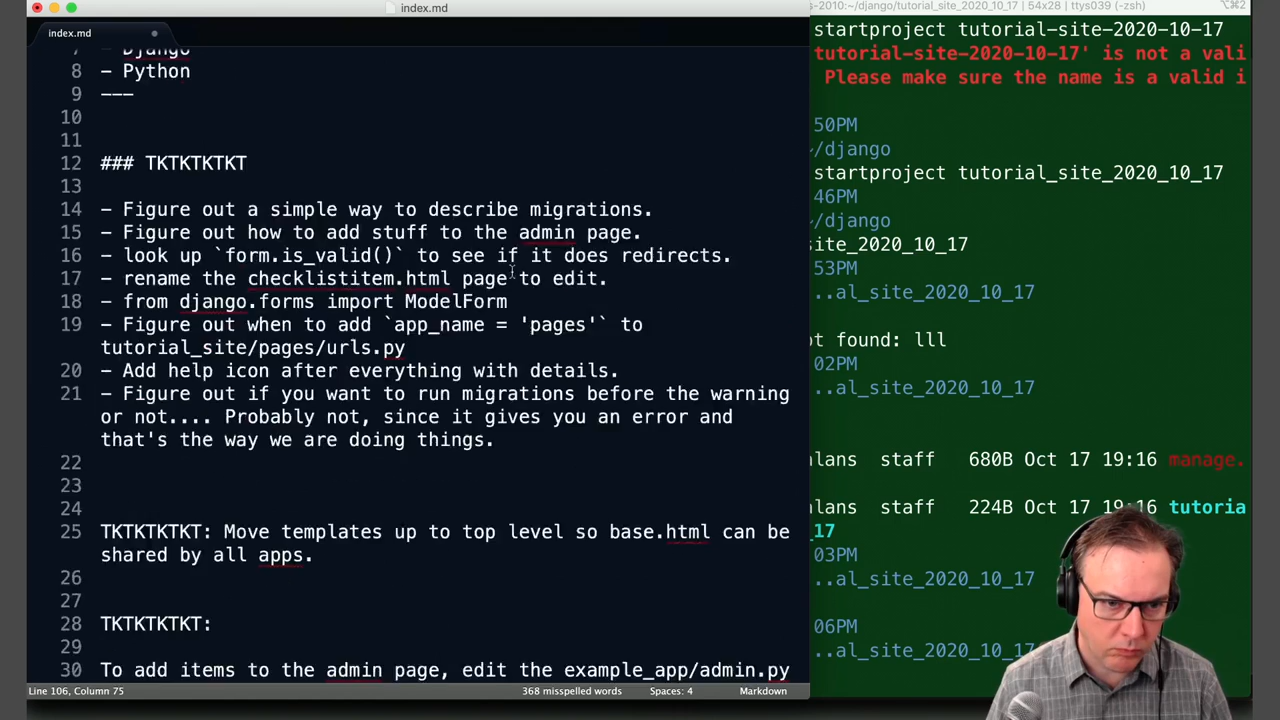 index.md
index.md
7 - Django
8 - Python
9 ---
10
11
12 ### TKTKTKTKT
13
14 - Figure out a simple way to describe migrations.
15 - Figure out how to add stuff to the admin page.
16 - look up `form.is_valid()` to see if it does redirects.
17 - rename the checklistitem.html page to edit.
18 - from django.forms import ModelForm
19 - Figure out when to add `app_name = 'pages'` to
tutorial_site/pages/urls.py
20 - Add help icon after everything with details.
21 - Figure out if you want to run migrations before the warning
or not.... Probably not, since it gives you an error and
that's the way we are doing things.
22
23
24
25 TKTKTKTKT: Move templates up to top level so base.html can be
shared by all apps.
26
27
28 TKTKTKTKT:
29
30 To add items to the admin page, edit the example_app/admin.py
Line 106, Column 75
368 misspelled words
Spaces: 4
Markdown
s-2010:~/django/tutorial_site_2020_10_17 | 54x28 | ttys039 (-zsh)
⌥⌘2
startproject tutorial-site-2020-10-17
tutorial-site-2020-10-17' is not a vali
Please make sure the name is a valid i
50PM
~/django
startproject tutorial_site_2020_10_17
46PM
~/django
site_2020_10_17
53PM
..al_site_2020_10_17
ot found: lll
02PM
..al_site_2020_10_17
alans staff 680B Oct 17 19:16 manage.
alans staff 224B Oct 17 19:16 tutoria
17
03PM
..al_site_2020_10_17
06PM
..al_site_2020_10_17